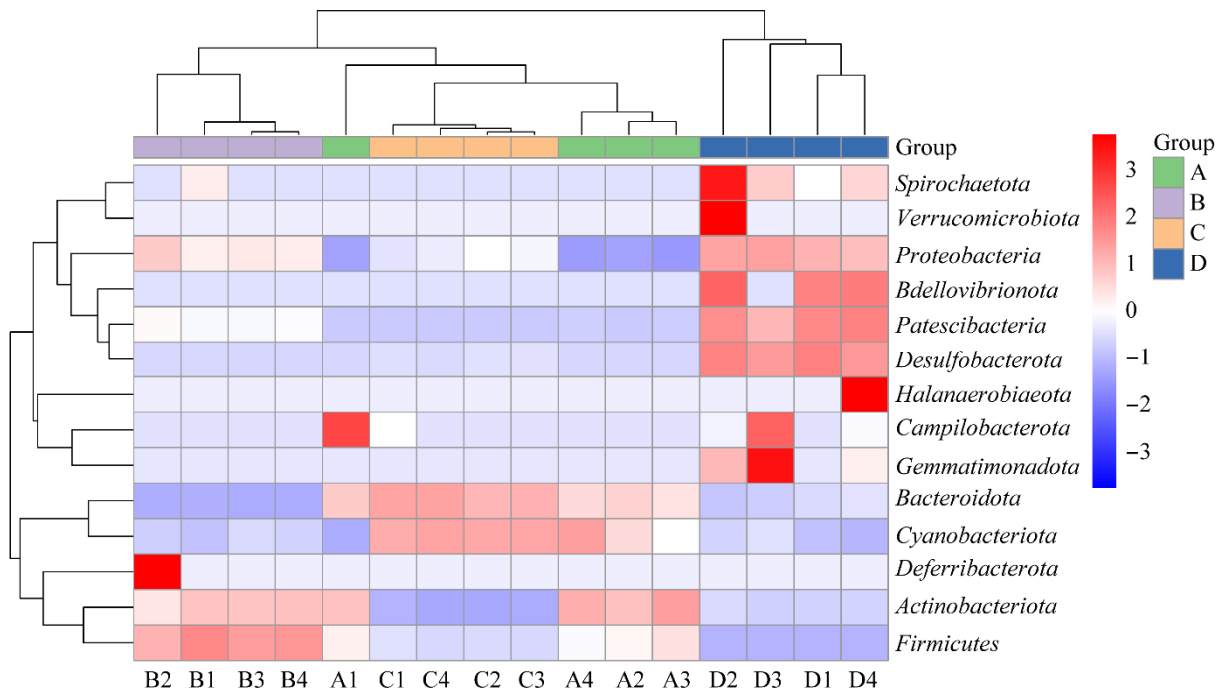 Group
Spirochaetota
Verrucomicrobiota
Proteobacteria
Bdellovibrionota
Patescibacteria
Desulfobacterota
Halanaerobiaeota
Campilobacterota
Gemmatimonadota
Bacteroidota
Cyanobacteriota
Deferribacterota
Actinobacteriota
Firmicutes
B2 B1 B3 B4 A1 C1 C4 C2 C3 A4 A2 A3 D2 D3 D1 D4
3
2
1
0
−1
−2
−3
Group
A
B
C
D